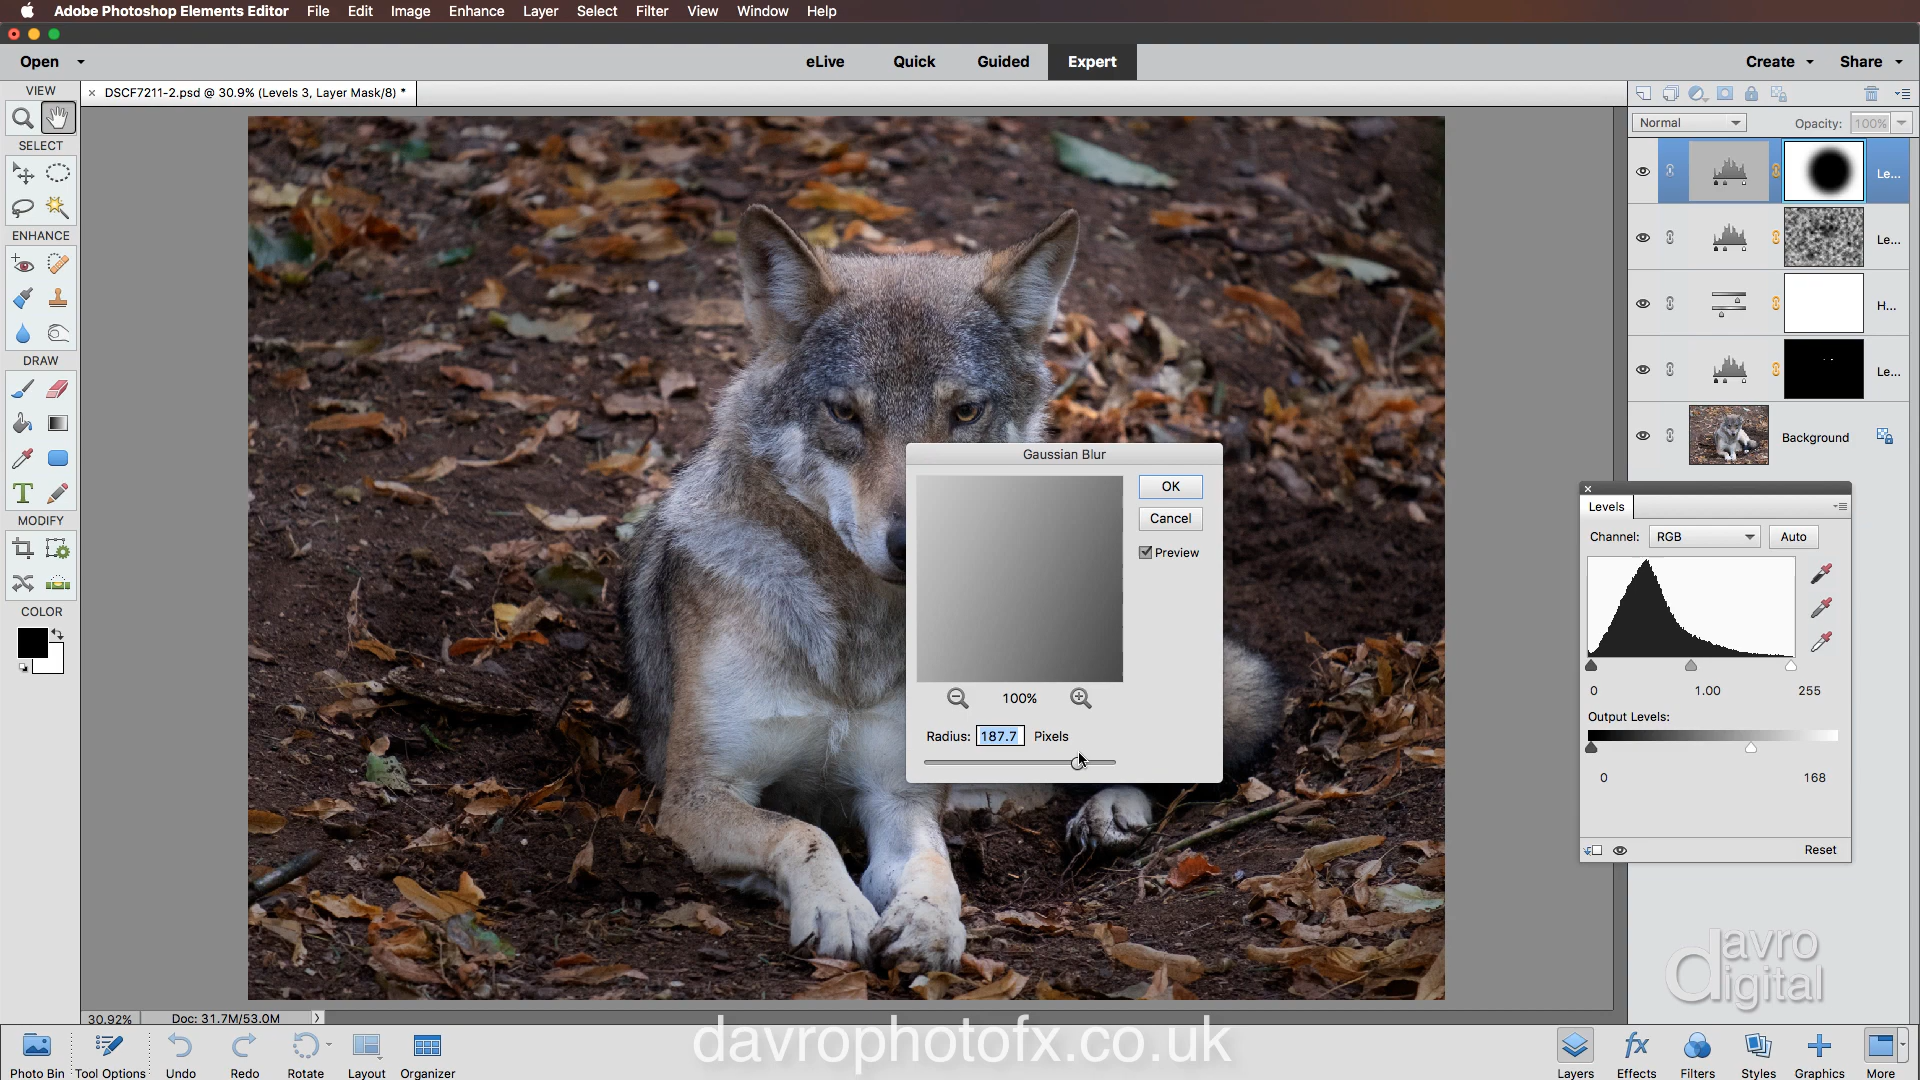 Adobe Photoshop Elements Editor File Edit Image Enhance Layer Select Filter View Window Help
Open eLive Quick Guided Expert Create Share
VIEW
× DSCF7211-2.psd @ 30.9% (Levels 3, Layer Mask/8) *
Normal Opacity: 100%
SELECT
Le...
ENHANCE
Le...
H...
DRAW
Le...
Background
T
MODIFY
COLOR
Gaussian Blur
OK
Cancel
Preview
100%
Radius: 187.7 Pixels
Levels
Channel: RGB Auto
0 1.00 255
Output Levels:
0 168
Reset
davro
digital
30.92% Doc: 31.7M/53.0M
davrophotofx.co.uk
Photo Bin Tool Options Undo Redo Rotate Layout Organizer
fx
Layers Effects Filters Styles Graphics More